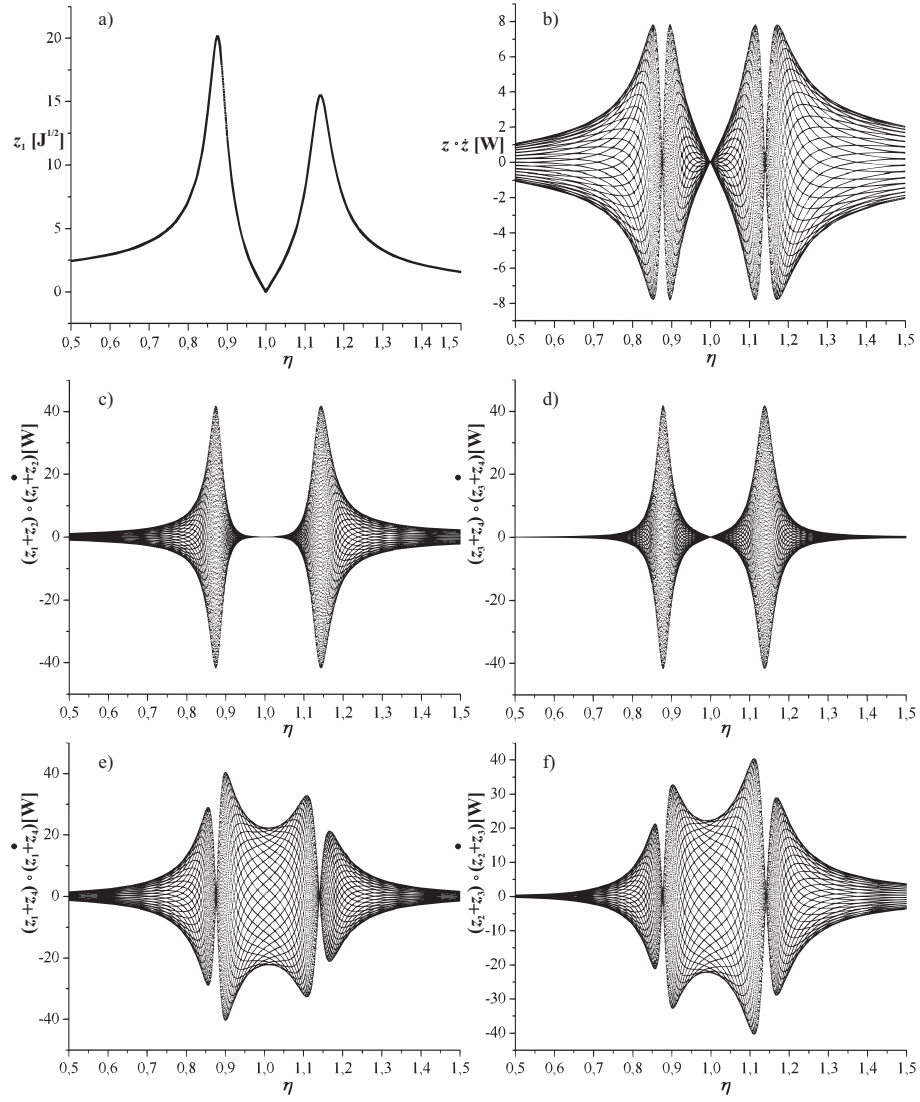 a)
z₁ [J^1/2]
20
15
10
5
0
0,5 0,6 0,7 0,8 0,9 1,0 1,1 1,2 1,3 1,4 1,5
η
b)
z ∘ ż [W]
8
6
4
2
0
-2
-4
-6
-8
0,5 0,6 0,7 0,8 0,9 1,0 1,1 1,2 1,3 1,4 1,5
η
c)
(z₁+z₂) ∘ (z₁+z₂)[W]
40
20
0
-20
-40
0,5 0,6 0,7 0,8 0,9 1,0 1,1 1,2 1,3 1,4 1,5
η
d)
(z₃+z₄) ∘ (z₃+z₄)[W]
40
20
0
-20
-40
0,5 0,6 0,7 0,8 0,9 1,0 1,1 1,2 1,3 1,4 1,5
η
e)
(z₁+z₄) ∘ (z₁+z₄)[W]
40
20
0
-20
-40
0,5 0,6 0,7 0,8 0,9 1,0 1,1 1,2 1,3 1,4 1,5
η
f)
(z₂+z₃) ∘ (z₂+z₃)[W]
40
30
20
10
0
-10
-20
-30
-40
0,5 0,6 0,7 0,8 0,9 1,0 1,1 1,2 1,3 1,4 1,5
η